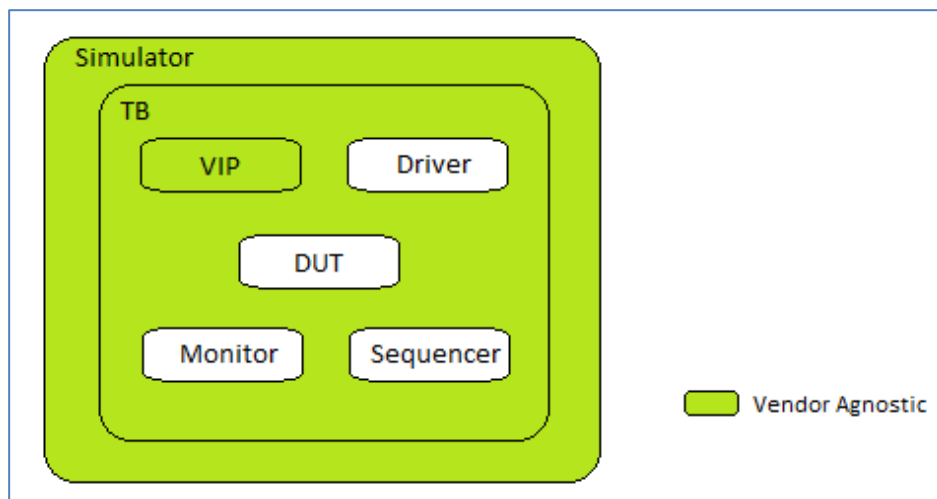 Simulator
TB
VIP
Driver
DUT
Monitor
Sequencer
Vendor Agnostic